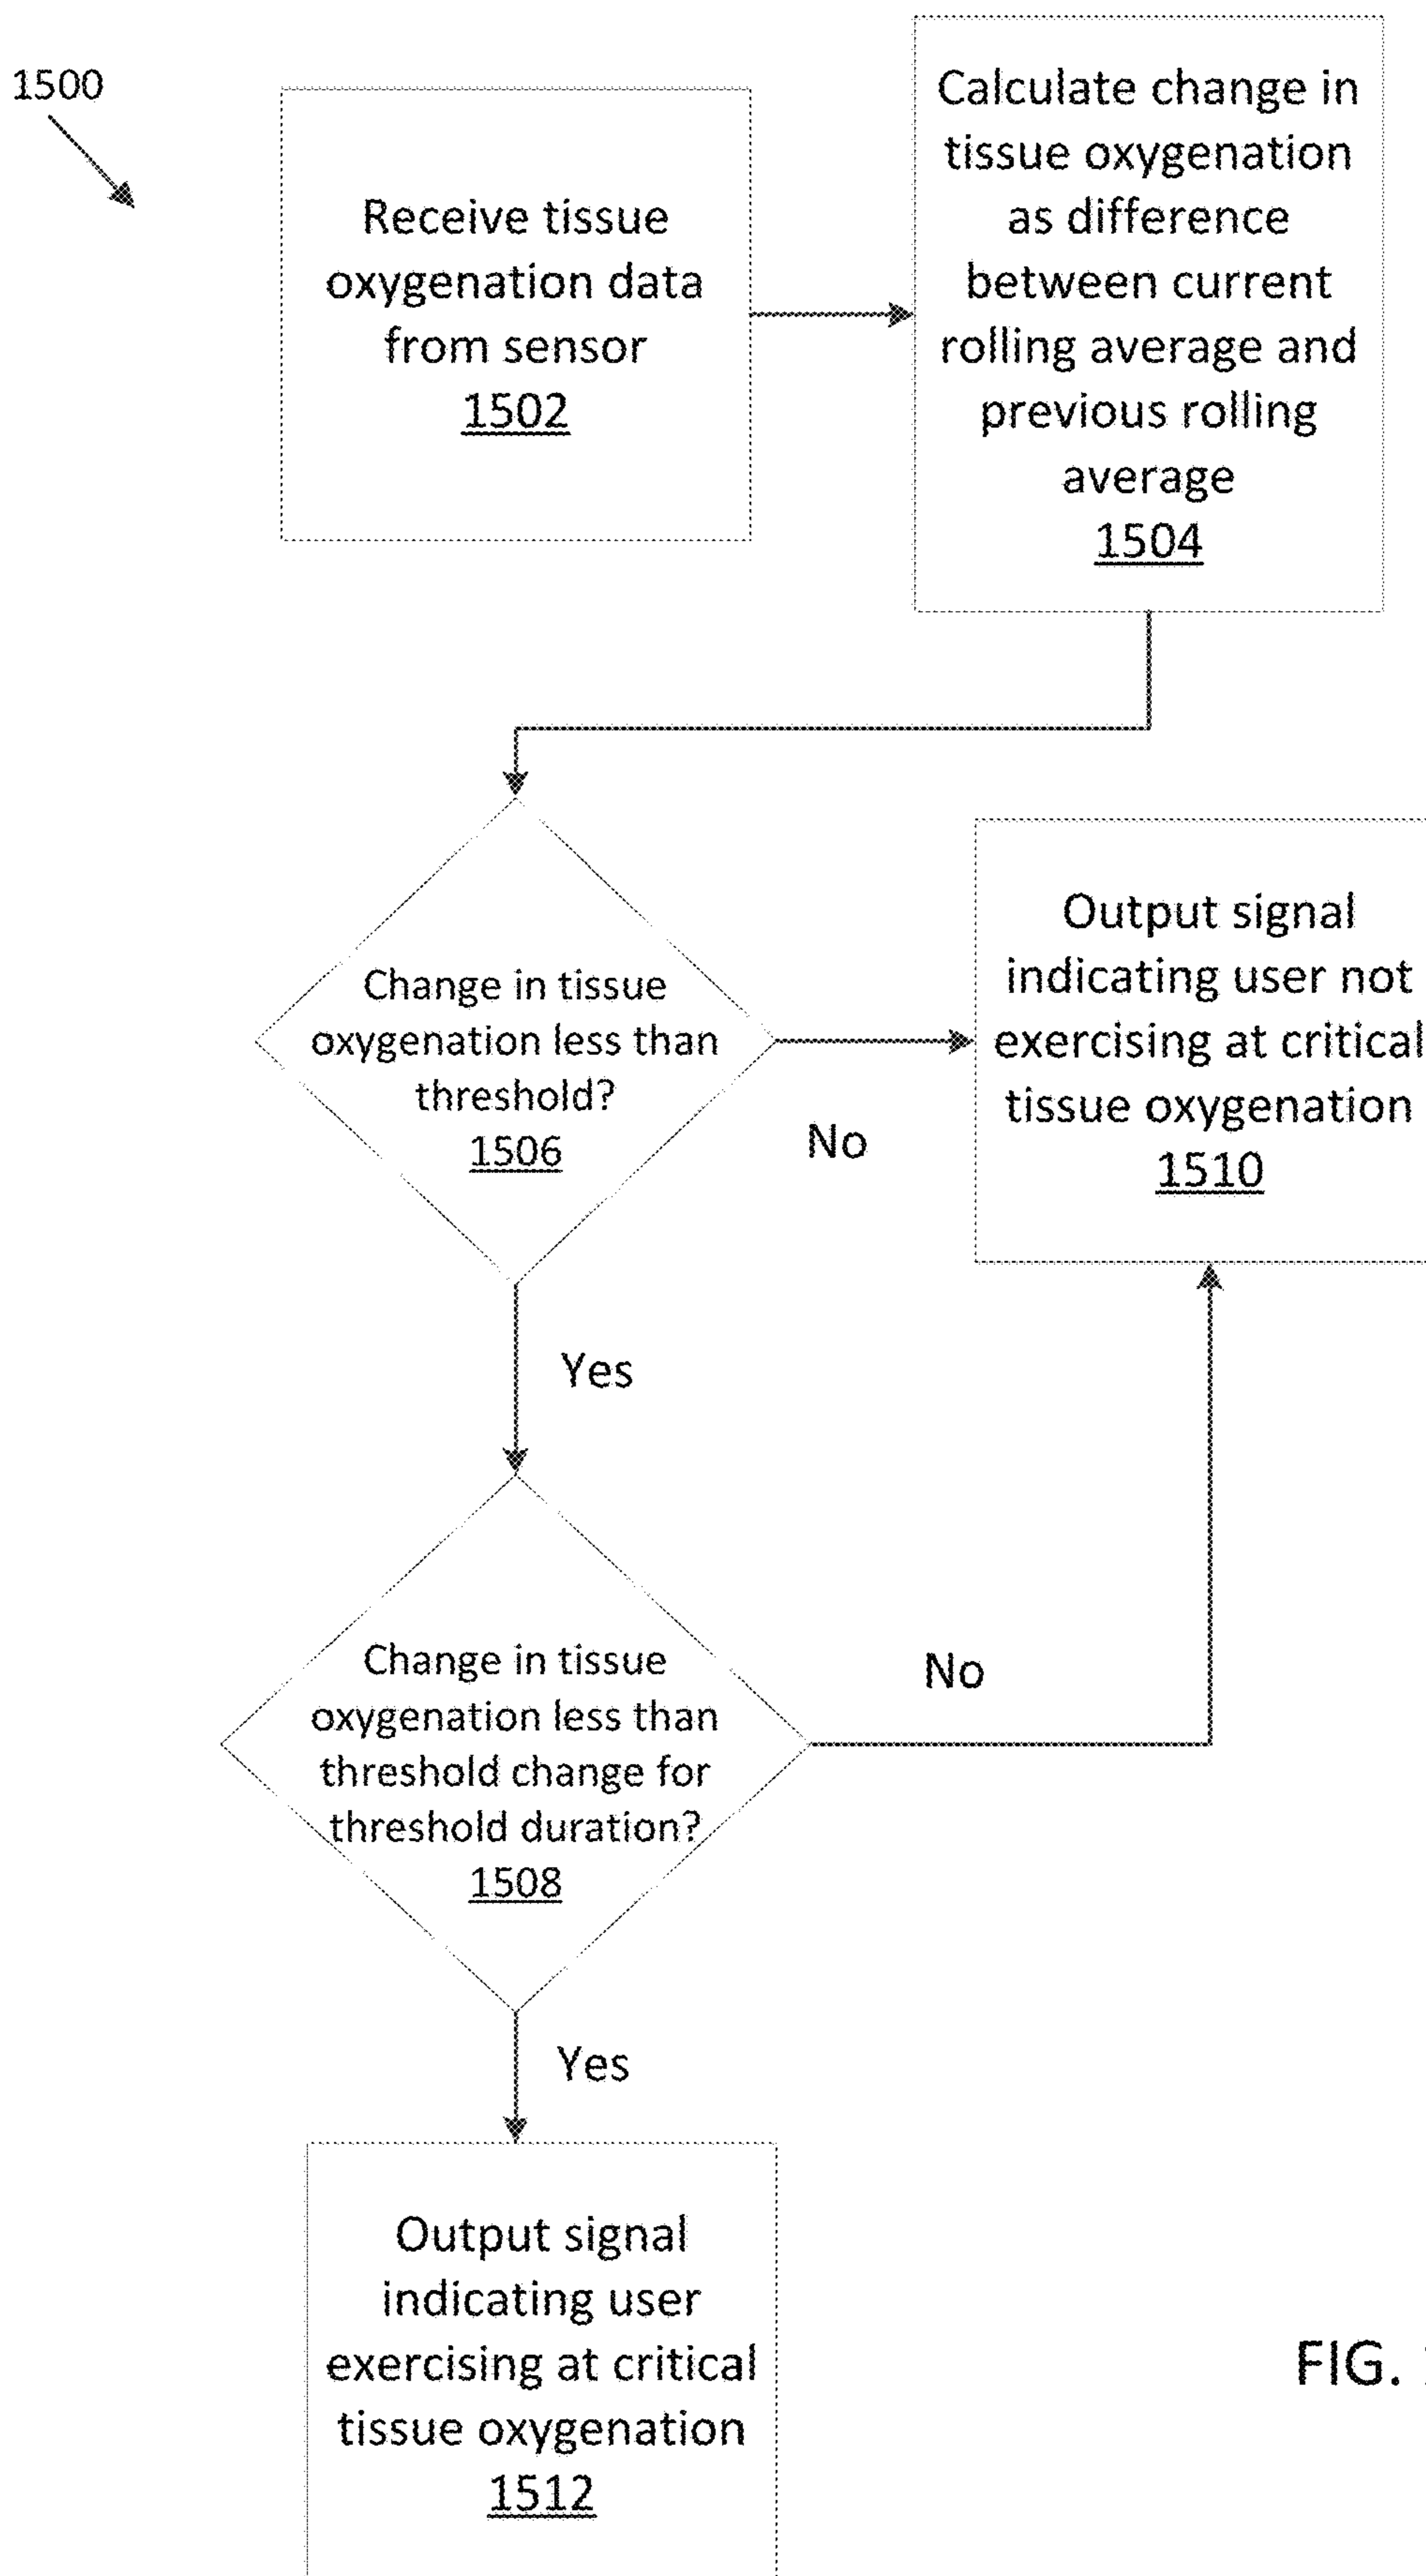 1500
Receive tissue
oxygenation data
from sensor
1502
Calculate change in
tissue oxygenation
as difference
between current
rolling average and
previous rolling
average
1504
Change in tissue
oxygenation less than
threshold?
1506
No
Output signal
indicating user not
exercising at critical
tissue oxygenation
1510
Yes
Change in tissue
oxygenation less than
threshold change for
threshold duration?
1508
No
Yes
Output signal
indicating user
exercising at critical
tissue oxygenation
1512
FIG.